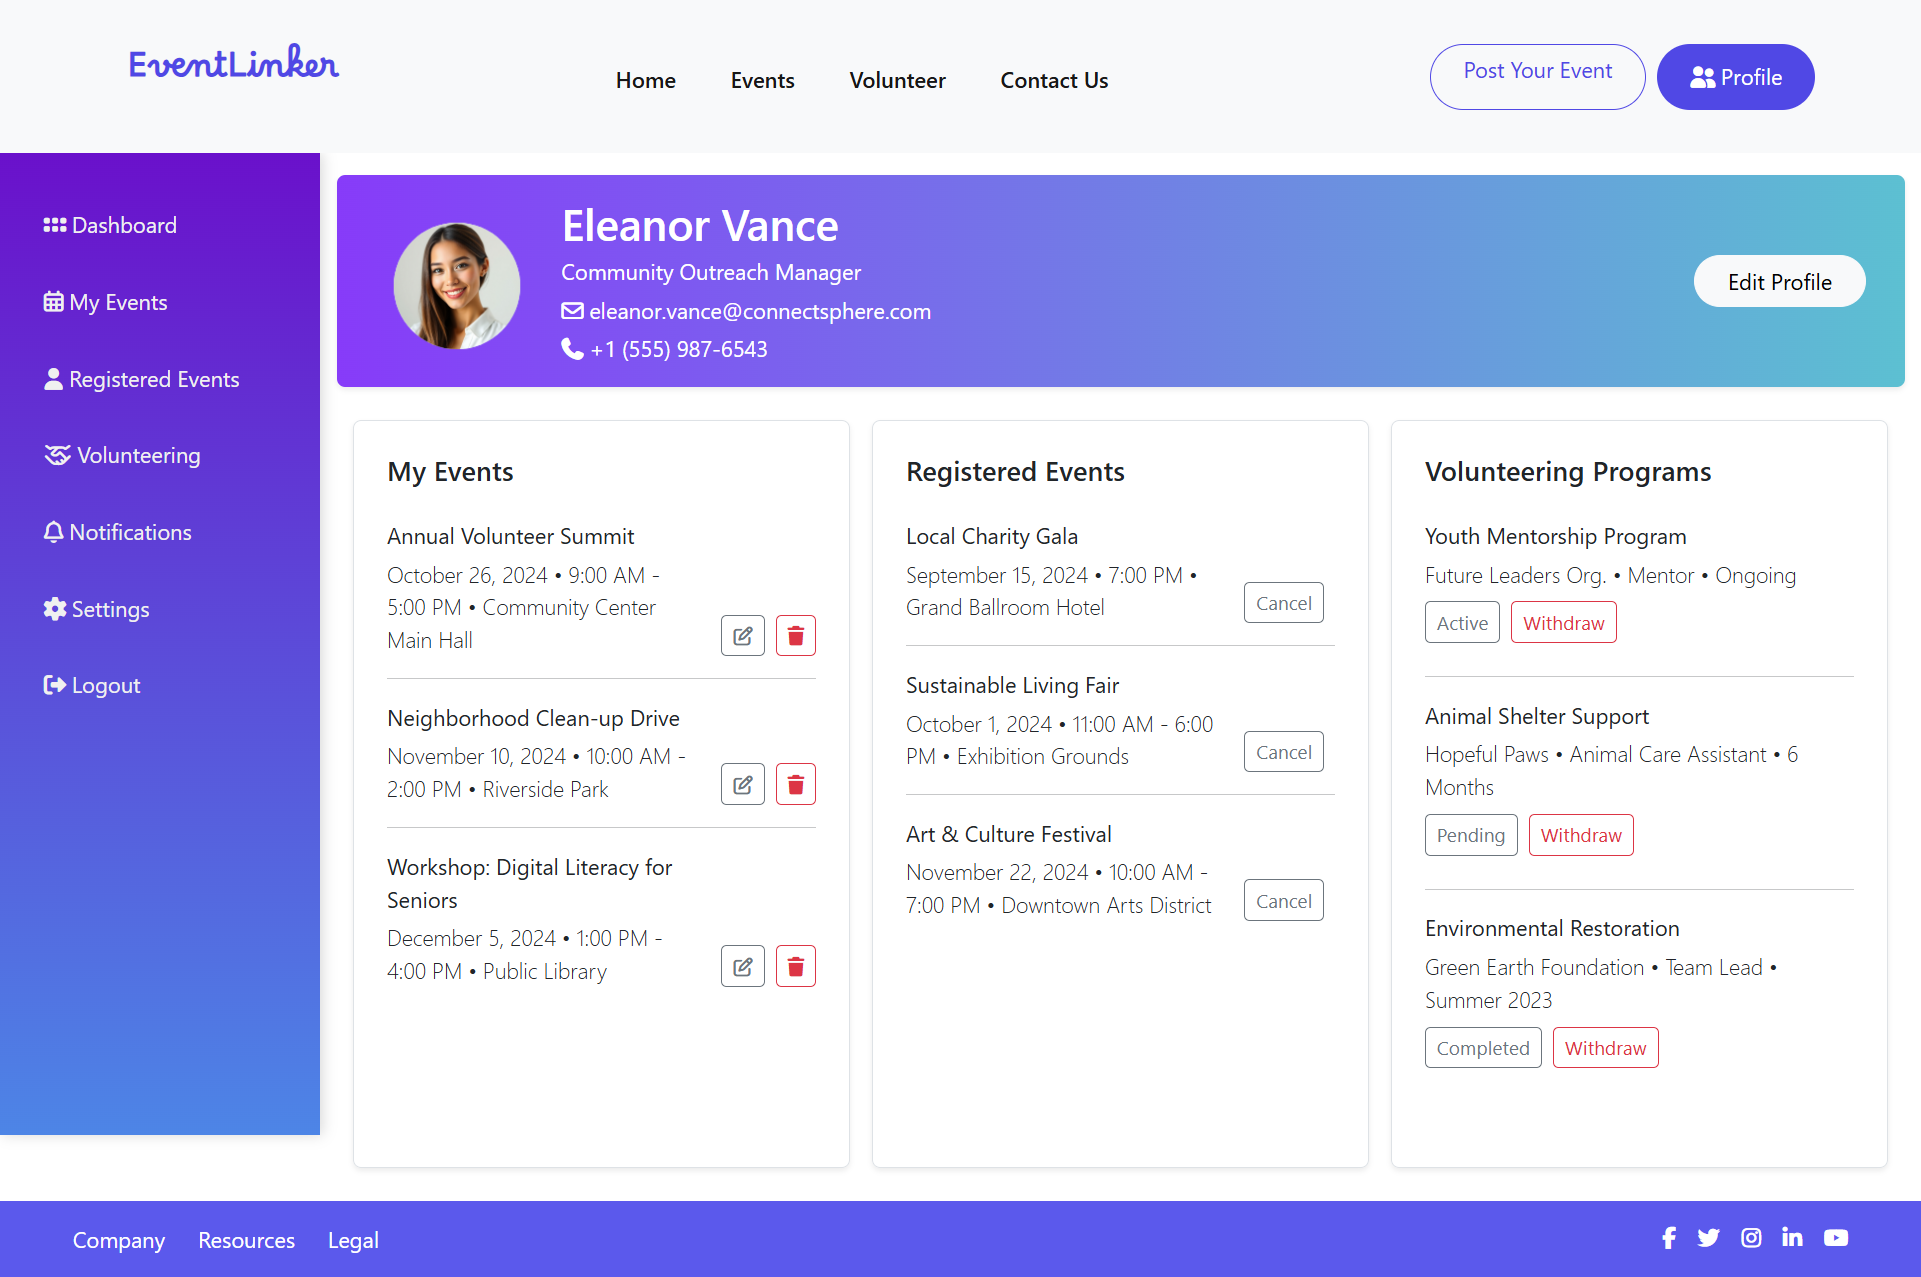 EventLinker
Home
Events
Volunteer
Contact Us
Post Your Event
Profile
Dashboard
My Events
Registered Events
Volunteering
Notifications
Settings
Logout
Eleanor Vance
Community Outreach Manager
eleanor.vance@connectsphere.com
+1 (555) 987-6543
Edit Profile
My Events
Annual Volunteer Summit
October 26, 2024 • 9:00 AM -
5:00 PM • Community Center
Main Hall
Neighborhood Clean-up Drive
November 10, 2024 • 10:00 AM -
2:00 PM • Riverside Park
Workshop: Digital Literacy for
Seniors
December 5, 2024 • 1:00 PM -
4:00 PM • Public Library
Registered Events
Local Charity Gala
September 15, 2024 • 7:00 PM •
Grand Ballroom Hotel
Cancel
Sustainable Living Fair
October 1, 2024 • 11:00 AM - 6:00
PM • Exhibition Grounds
Cancel
Art & Culture Festival
November 22, 2024 • 10:00 AM -
7:00 PM • Downtown Arts District
Cancel
Volunteering Programs
Youth Mentorship Program
Future Leaders Org. • Mentor • Ongoing
Active
Withdraw
Animal Shelter Support
Hopeful Paws • Animal Care Assistant • 6
Months
Pending
Withdraw
Environmental Restoration
Green Earth Foundation • Team Lead •
Summer 2023
Completed
Withdraw
Company
Resources
Legal